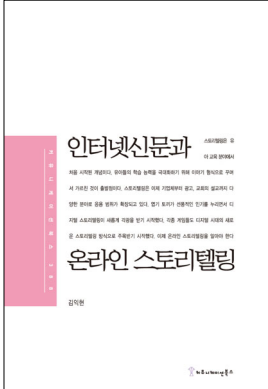 인터넷신문과
스토리텔링은 유
아 교육 분야에서
처음 시작된 개념이다. 유아들의 학습 능력을 극대화하기 위해 이야기 형식으로 꾸며
서 가르친 것이 출발점이다. 스토리텔링은 이제 기업체부터 광고, 교회의 설교까지 다
양한 분야로 응용 범위가 확장되고 있다. 웹가 토끼가 선풍적인 인기를 누리면서 디
지털 스토리텔링이 새롭게 각광을 받기 시작했다. 각종 게임들도 디지털 시대의 새로
운 스토리텔링 방식으로 주목받기 시작했다. 이제 온라인 스토리텔링을 알아야 한다
온라인 스토리텔링
김익현
커뮤니케이션북스